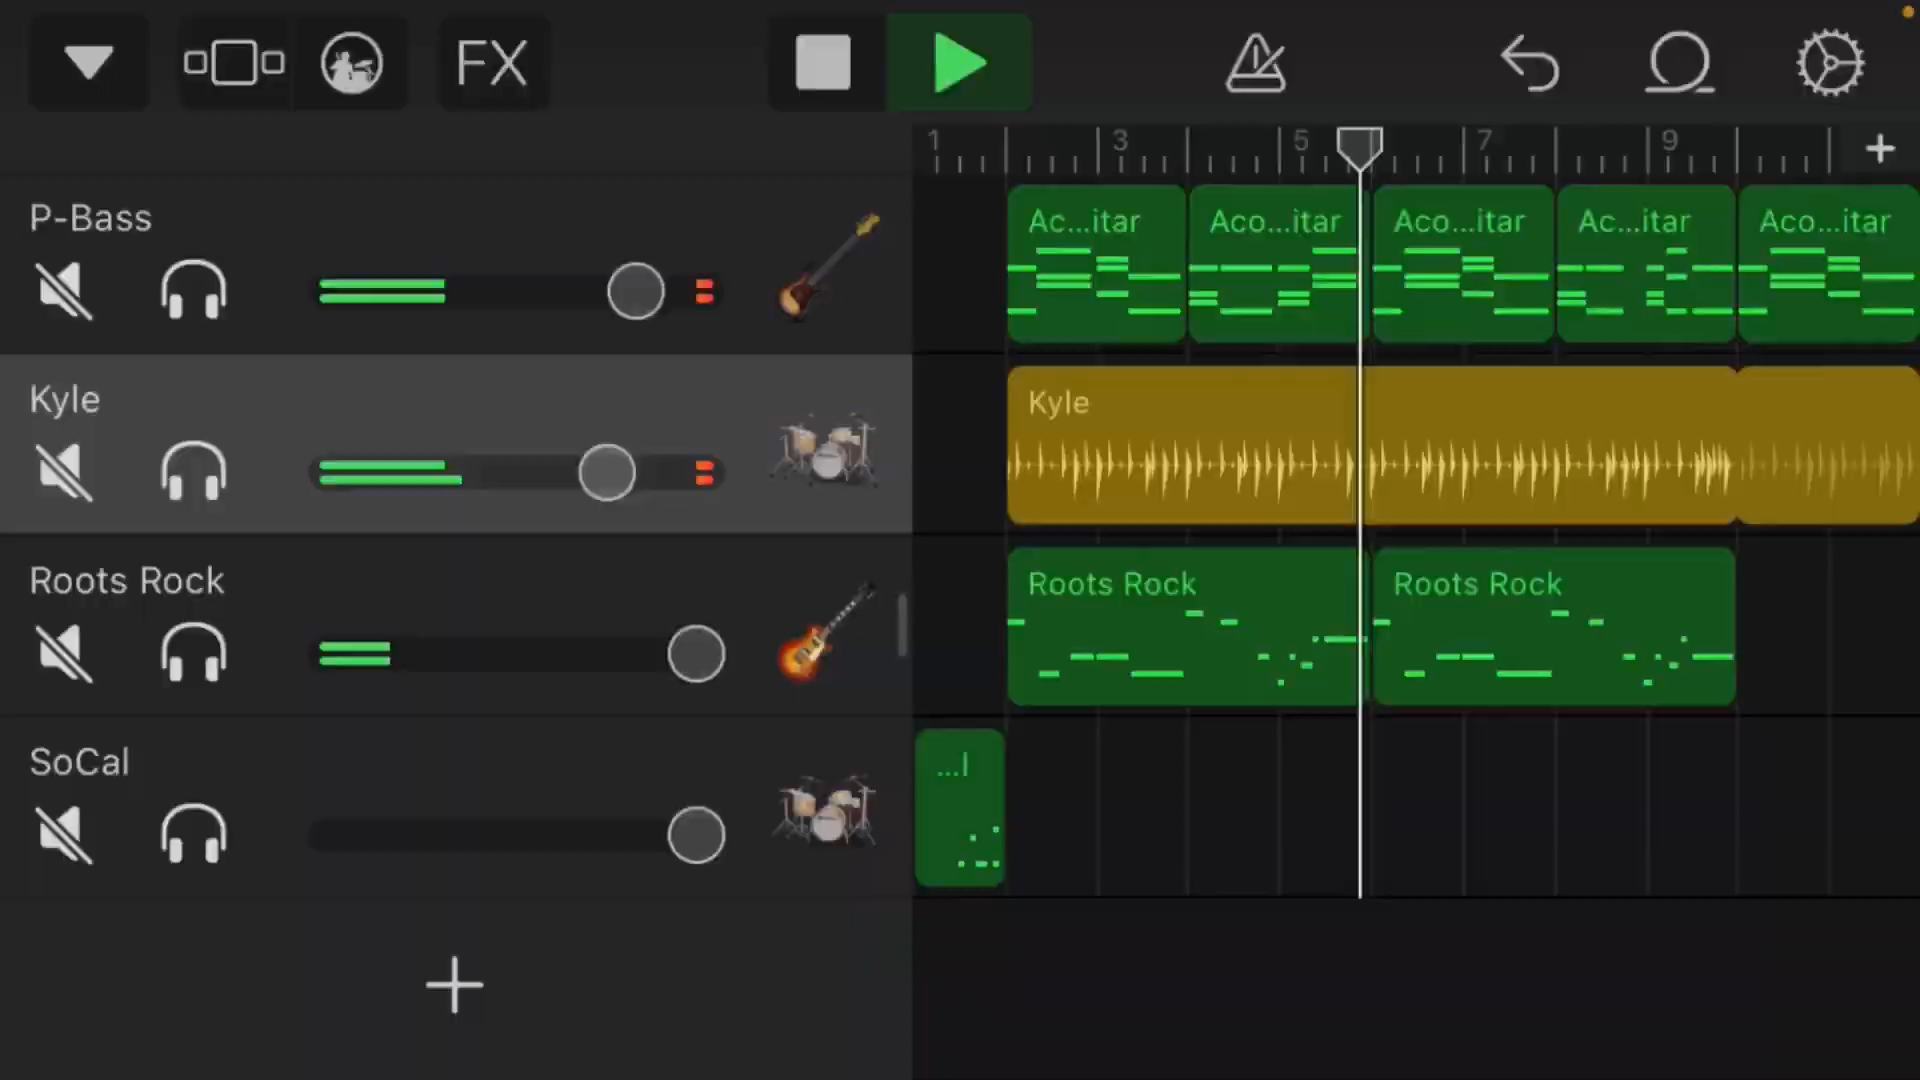 FX
1 3 5 7 9
P-Bass
Ac...itar Aco...itar Aco...itar Ac...itar Aco...itar
Kyle
Kyle
Roots Rock
Roots Rock Roots Rock
SoCal
...l